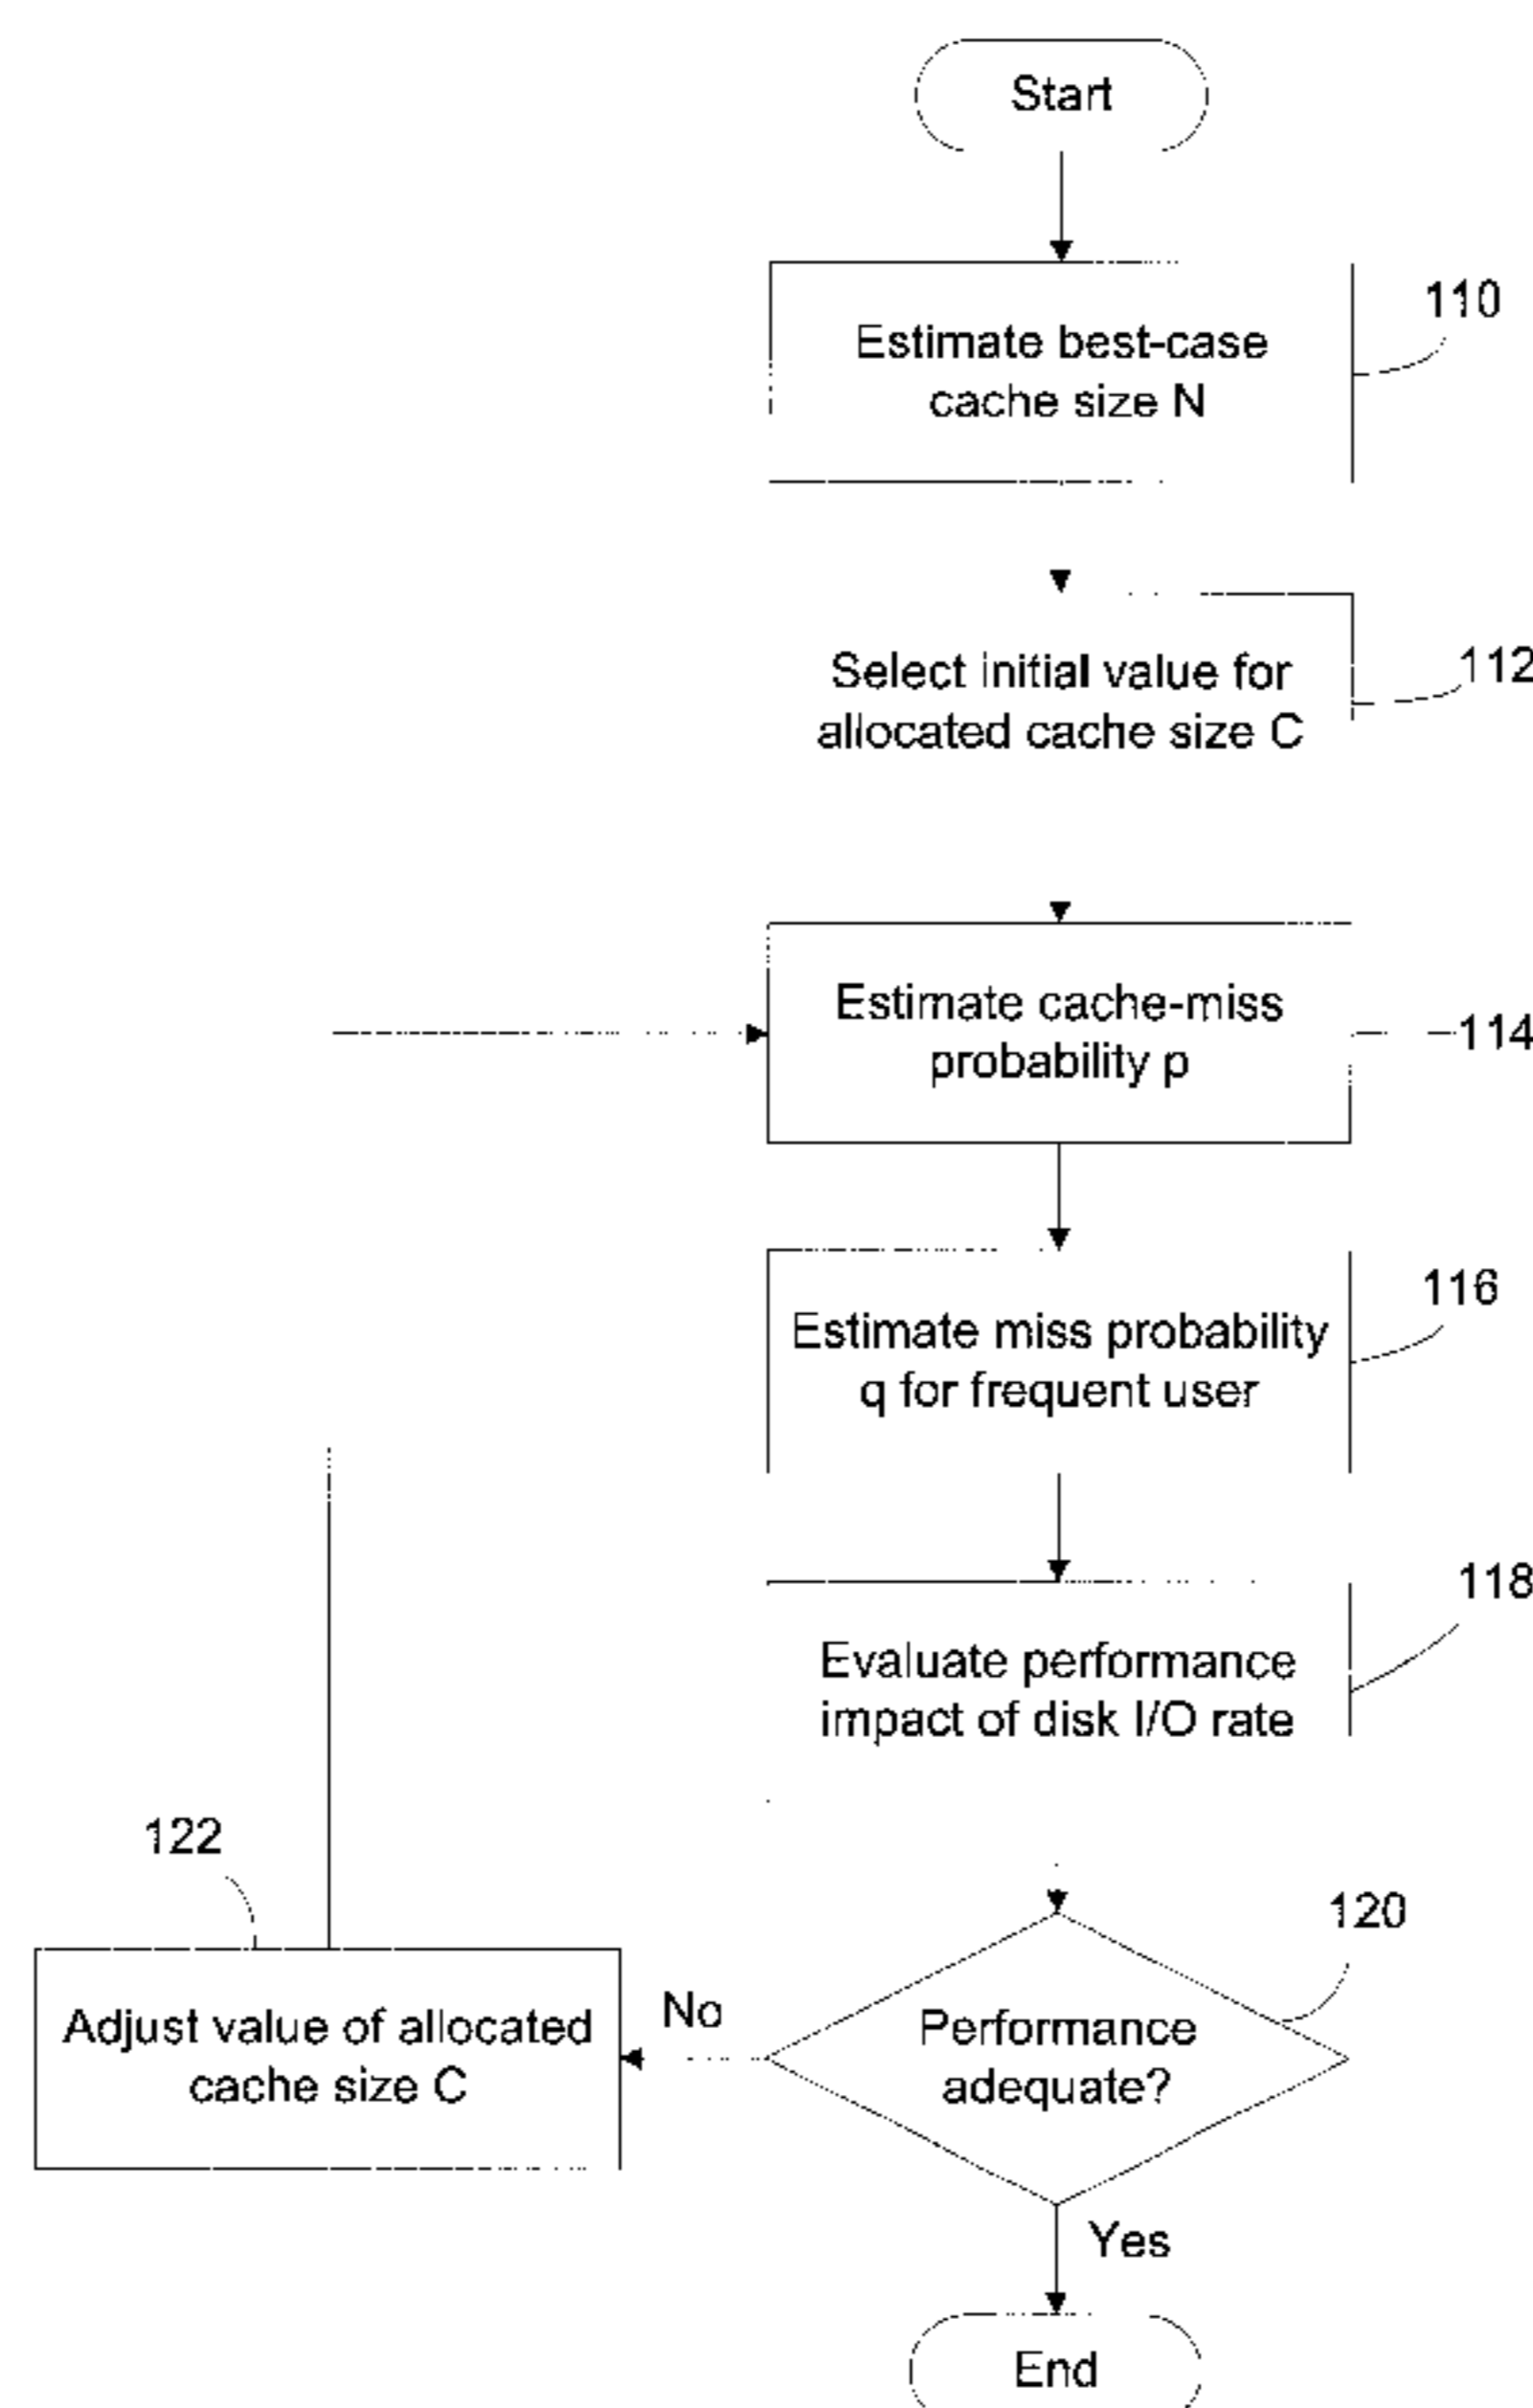 Start
Estimate best-case
cache size N
110
Select initial value for
allocated cache size C
112
Estimate cache-miss
probability p
114
Estimate miss probability
q for frequent user
116
Evaluate performance
impact of disk I/O rate
118
122
120
Adjust value of allocated
cache size C
No
Performance
adequate?
Yes
End